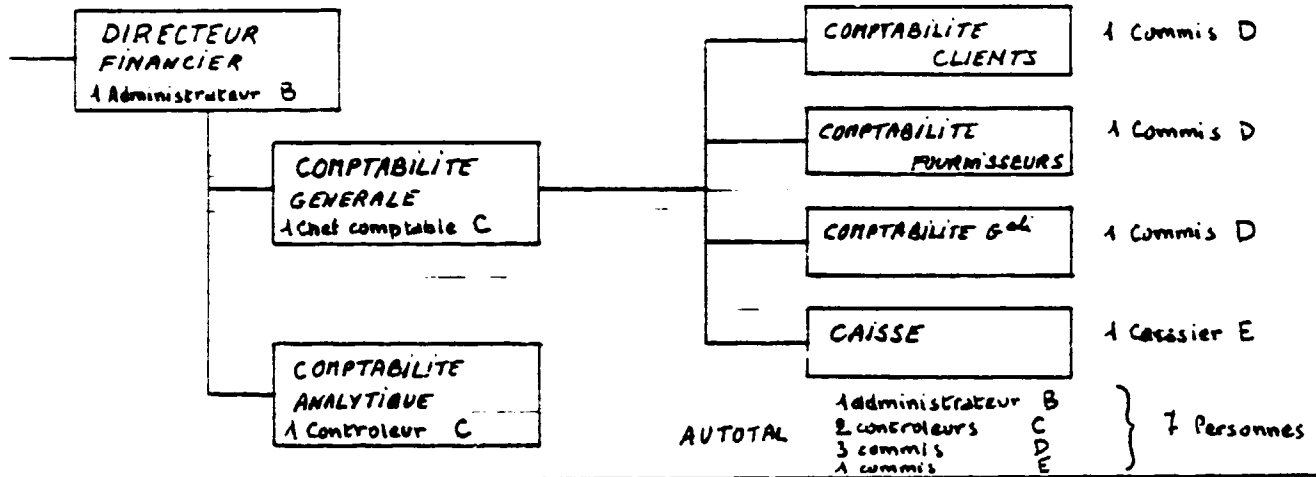 DIRECTEUR
FINANCIER
1 Administrateur B
COMPTABILITE
GENERALE
1 Chef comptable C
COMPTABILITE
ANALYTIQUE
1 Controleur C
COMPTABILITE
CLIENTS
1 Commis D
COMPTABILITE
FOURNISSEURS
1 Commis D
COMPTABILITE Gale
1 Commis D
CAISSE
1 Caissier E
AUTOTAL
1 administrateur B
2 controleurs C
3 commis D
1 commis E
7 Personnes